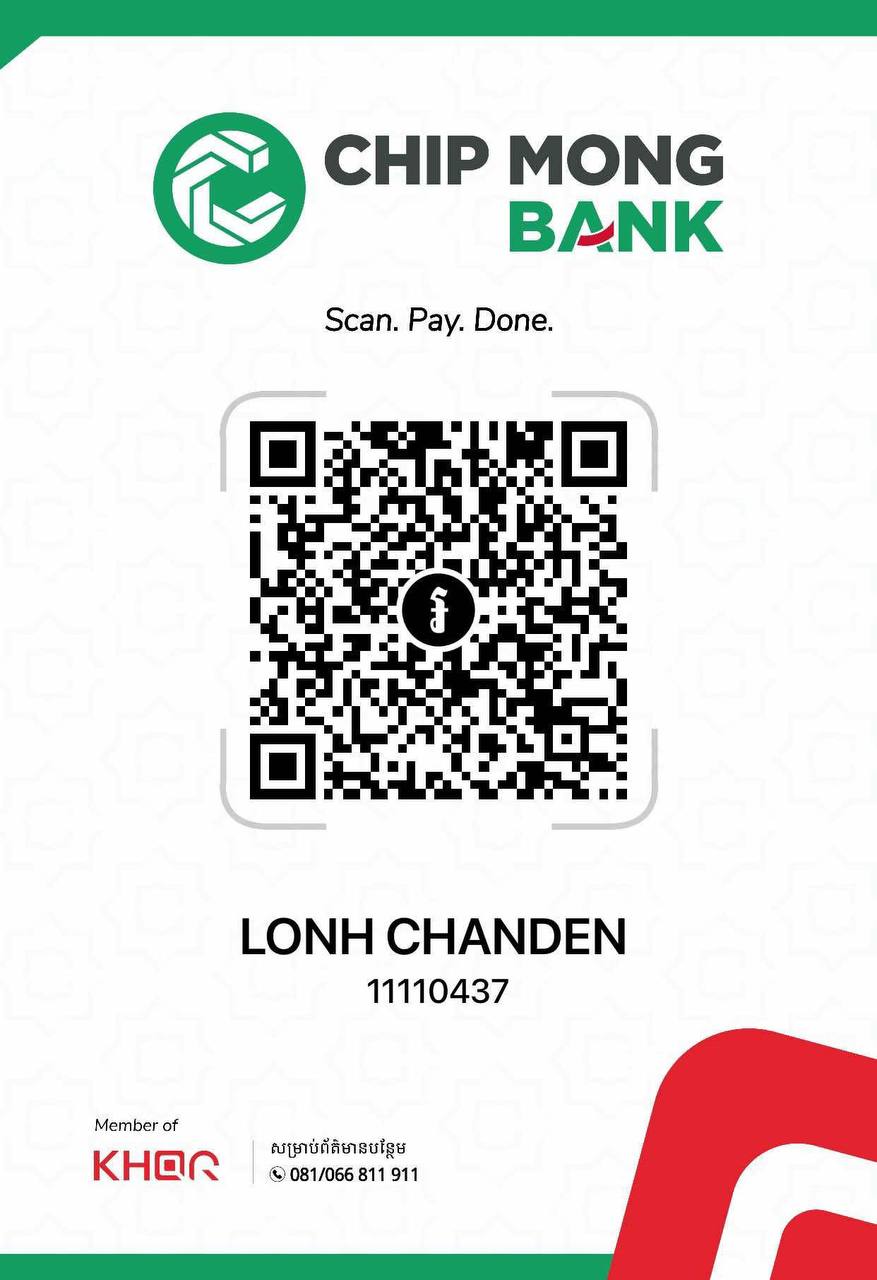 CHIP MONG
BANK
Scan. Pay. Done.
LONH CHANDEN
11110437
Member of
KHQR
សម្រាប់ព័ត៌មានបន្ថែម
081/066 811 911